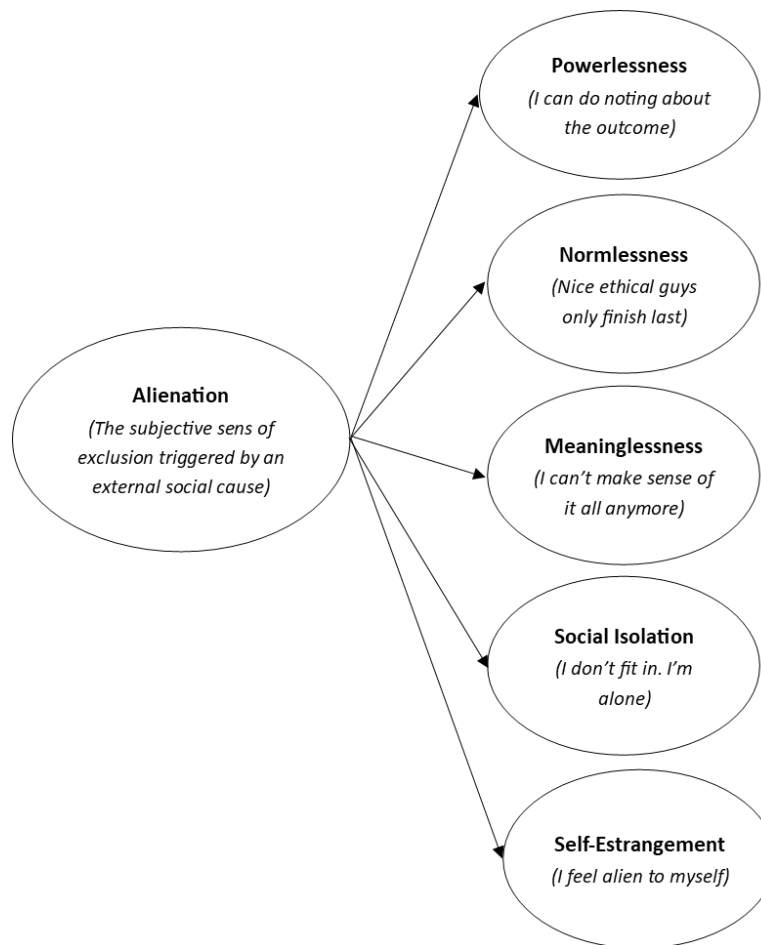 Powerlessness
(I can do noting about
the outcome)
Normlessness
(Nice ethical guys
only finish last)
Alienation
(The subjective sens of
exclusion triggered by an
external social cause)
Meaninglessness
(I can't make sense of
it all anymore)
Social Isolation
(I don't fit in. I'm
alone)
Self-Estrangement
(I feel alien to myself)